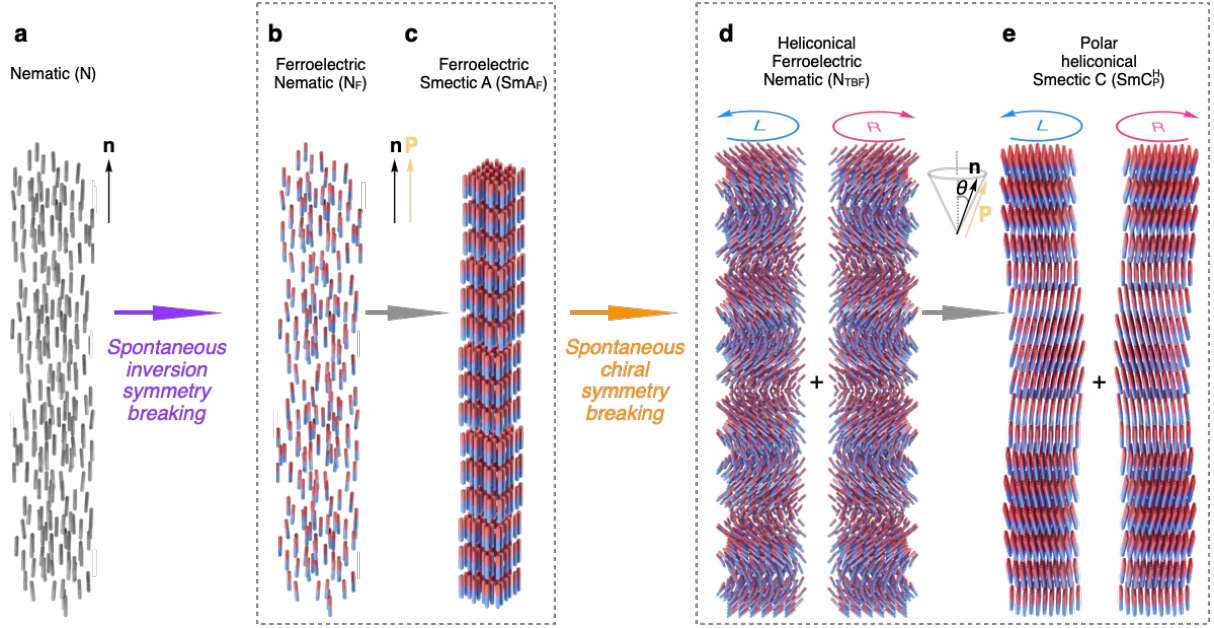 a
Nematic (N)
n
Spontaneous
inversion
symmetry
breaking
b
Ferroelectric
Nematic (NF)
n P
c
Ferroelectric
Smectic A (SmAF)
Spontaneous
chiral
symmetry
breaking
d
Heliconical
Ferroelectric
Nematic (NTBF)
L
R
+
n
θ
P
e
Polar
heliconical
Smectic C (SmC_P^H)
L
R
+